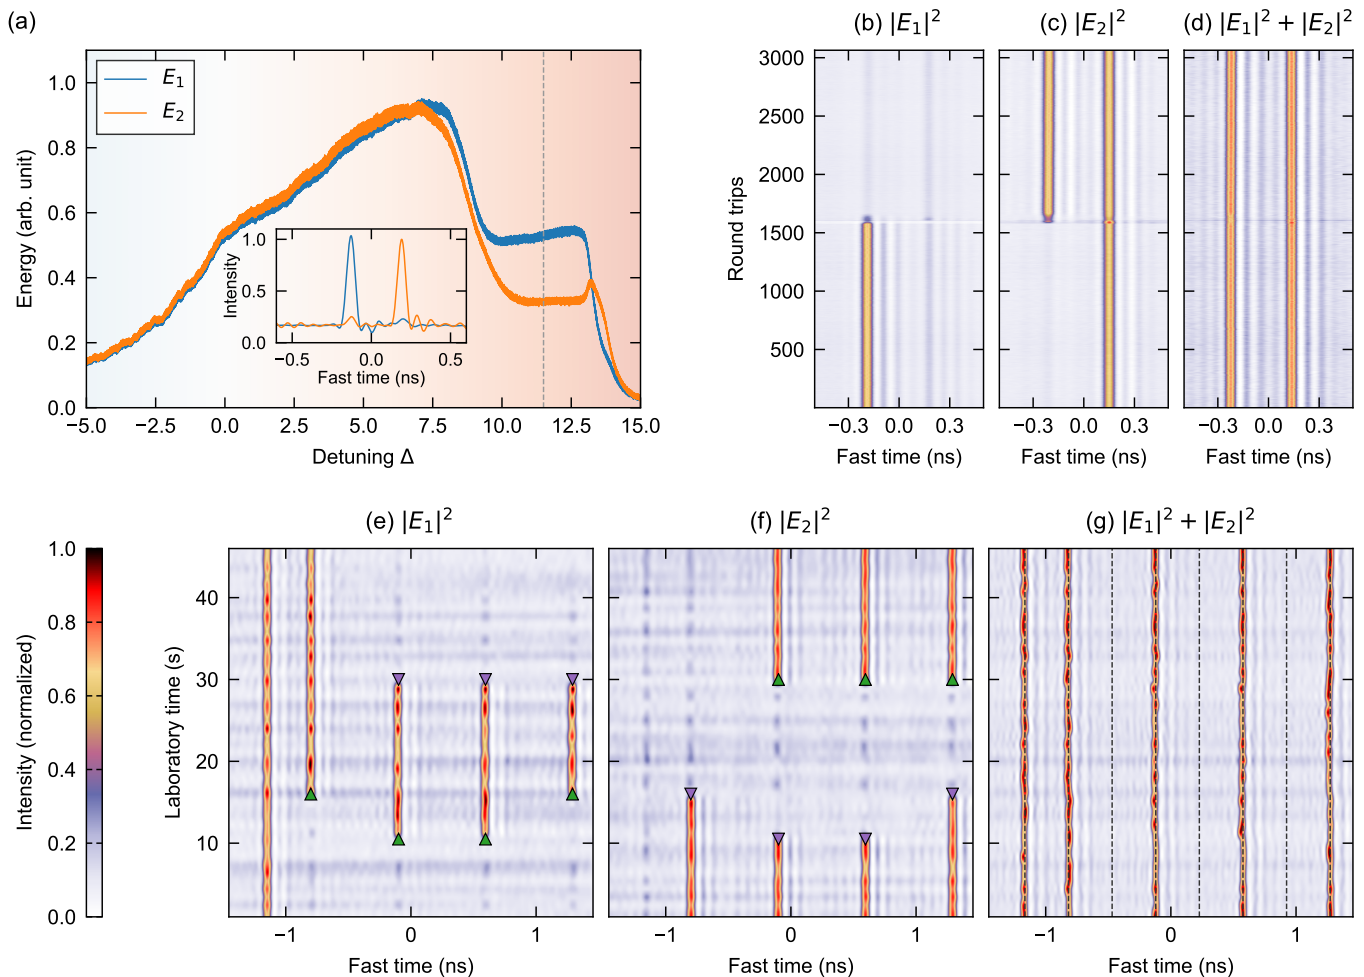 (a)
Energy (arb. unit)
1.0
0.8
0.6
0.4
0.2
0.0
E₁
E₂
−5.0 −2.5 0.0 2.5 5.0 7.5 10.0 12.5 15.0
Detuning Δ
Intensity
1.0
0.5
0.0
−0.5 0.0 0.5
Fast time (ns)
(b) |E₁|²
(c) |E₂|²
(d) |E₁|² + |E₂|²
Round trips
3000
2500
2000
1500
1000
500
−0.3 0.0 0.3
Fast time (ns)
−0.3 0.0 0.3
Fast time (ns)
−0.3 0.0 0.3
Fast time (ns)
Intensity (normalized)
1.0
0.8
0.6
0.4
0.2
0.0
(e) |E₁|²
Laboratory time (s)
40
30
20
10
−1 0 1
Fast time (ns)
(f) |E₂|²
−1 0 1
Fast time (ns)
(g) |E₁|² + |E₂|²
−1 0 1
Fast time (ns)